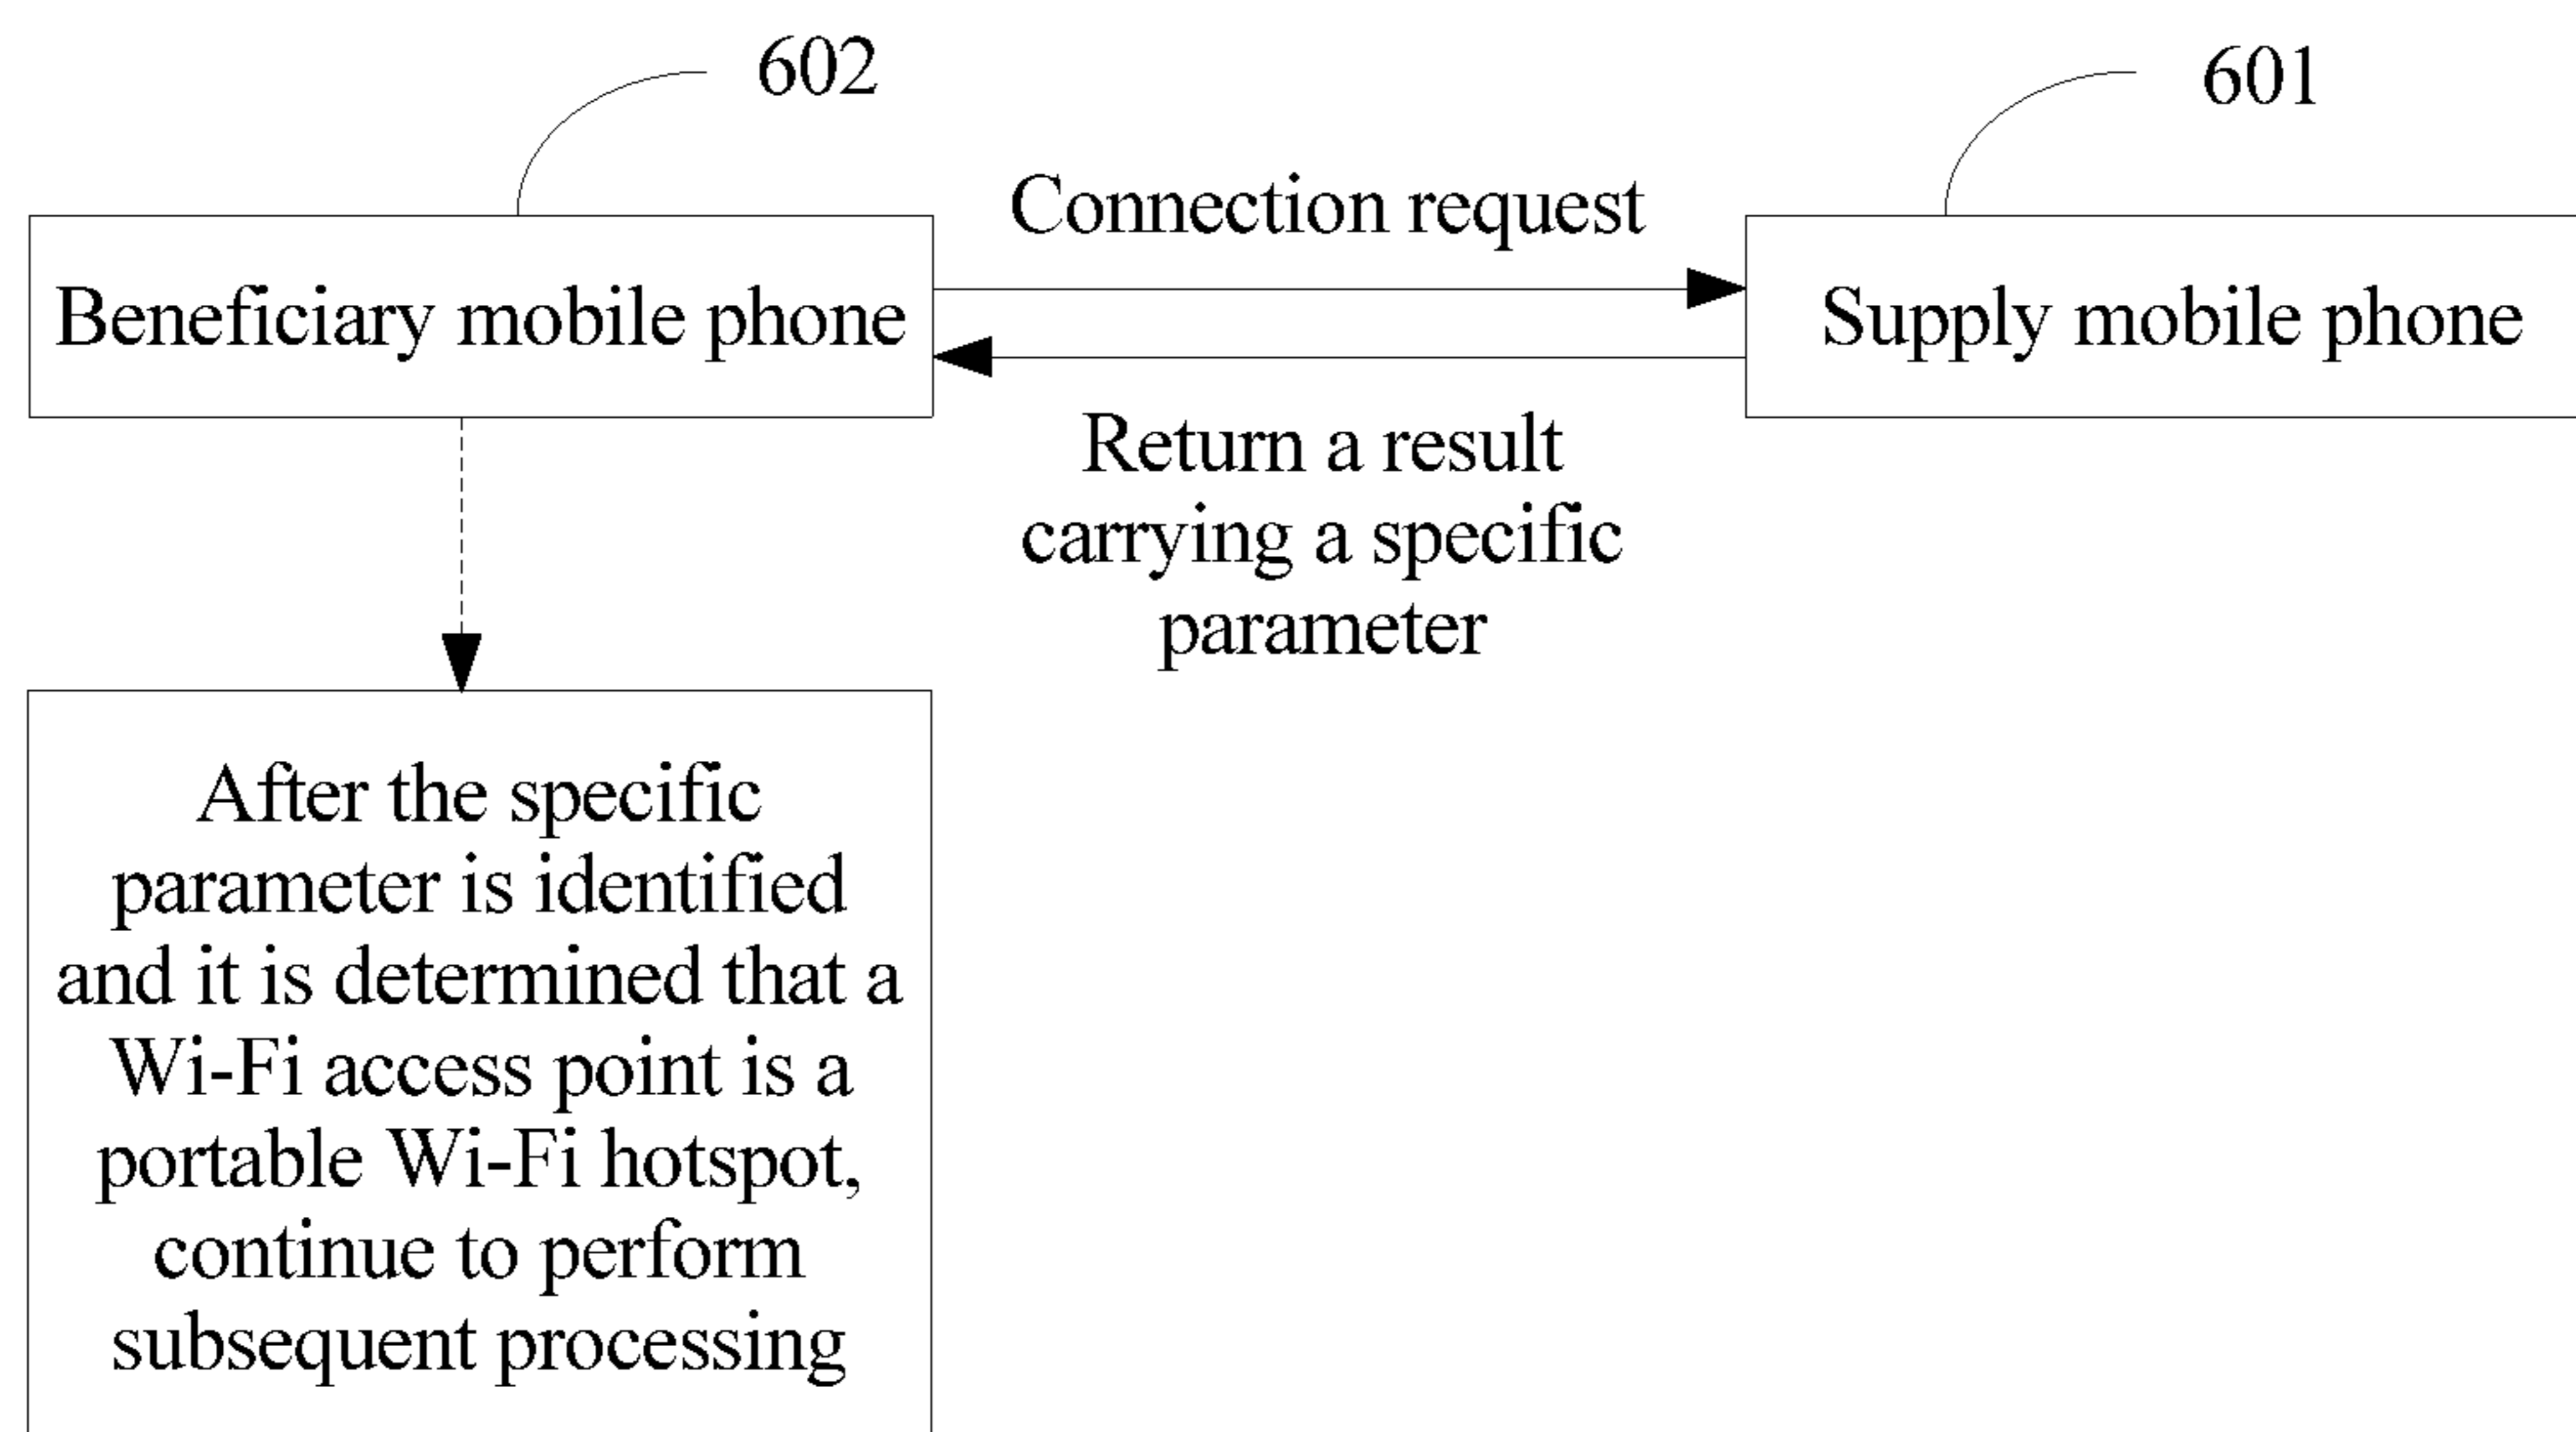 602
601
Connection request
Beneficiary mobile phone
Supply mobile phone
Return a result
carrying a specific
parameter
After the specific
parameter is identified
and it is determined that a
Wi-Fi access point is a
portable Wi-Fi hotspot,
continue to perform
subsequent processing